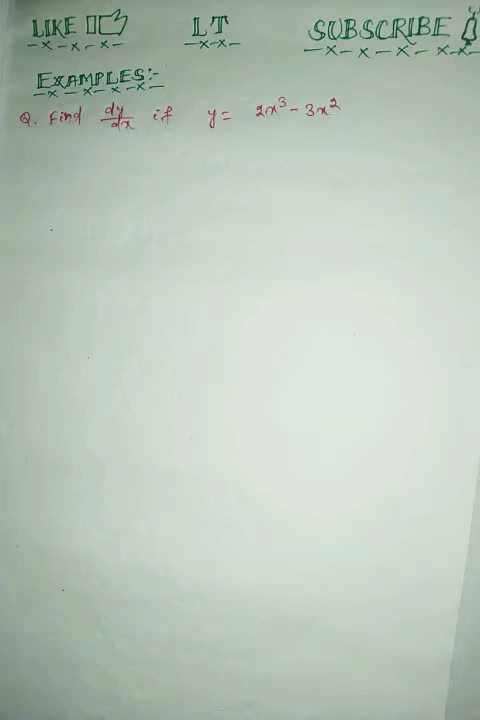 LIKE LT SUBSCRIBE
EXAMPLES:-
Q. Find dy/dx if y = 2x³ - 3x²